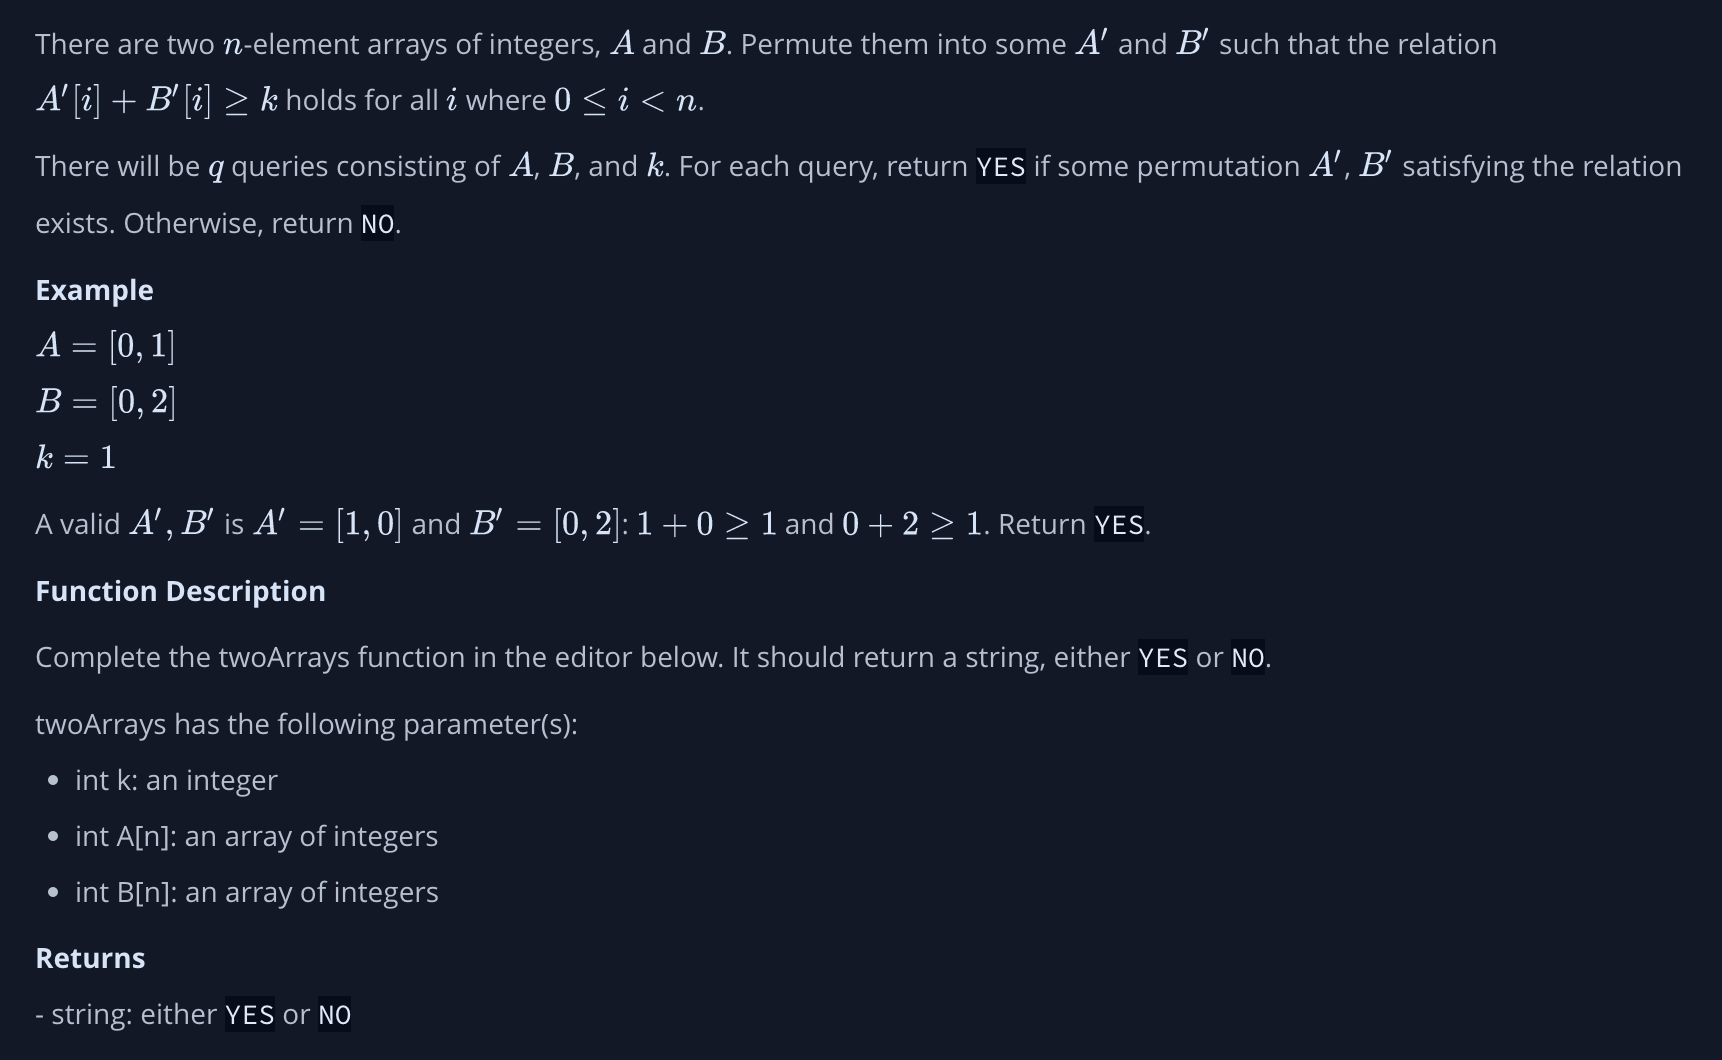 There are two n-element arrays of integers, A and B. Permute them into some A′ and B′ such that the relation
A′[i] + B′[i] ≥ k holds for all i where 0 ≤ i < n.
There will be q queries consisting of A, B, and k. For each query, return YES if some permutation A′, B′ satisfying the relation
exists. Otherwise, return NO.
Example
A = [0, 1]
B = [0, 2]
k = 1
A valid A′, B′ is A′ = [1, 0] and B′ = [0, 2]: 1 + 0 ≥ 1 and 0 + 2 ≥ 1. Return YES.
Function Description
Complete the twoArrays function in the editor below. It should return a string, either YES or NO.
twoArrays has the following parameter(s):
• int k: an integer
• int A[n]: an array of integers
• int B[n]: an array of integers
Returns
- string: either YES or NO